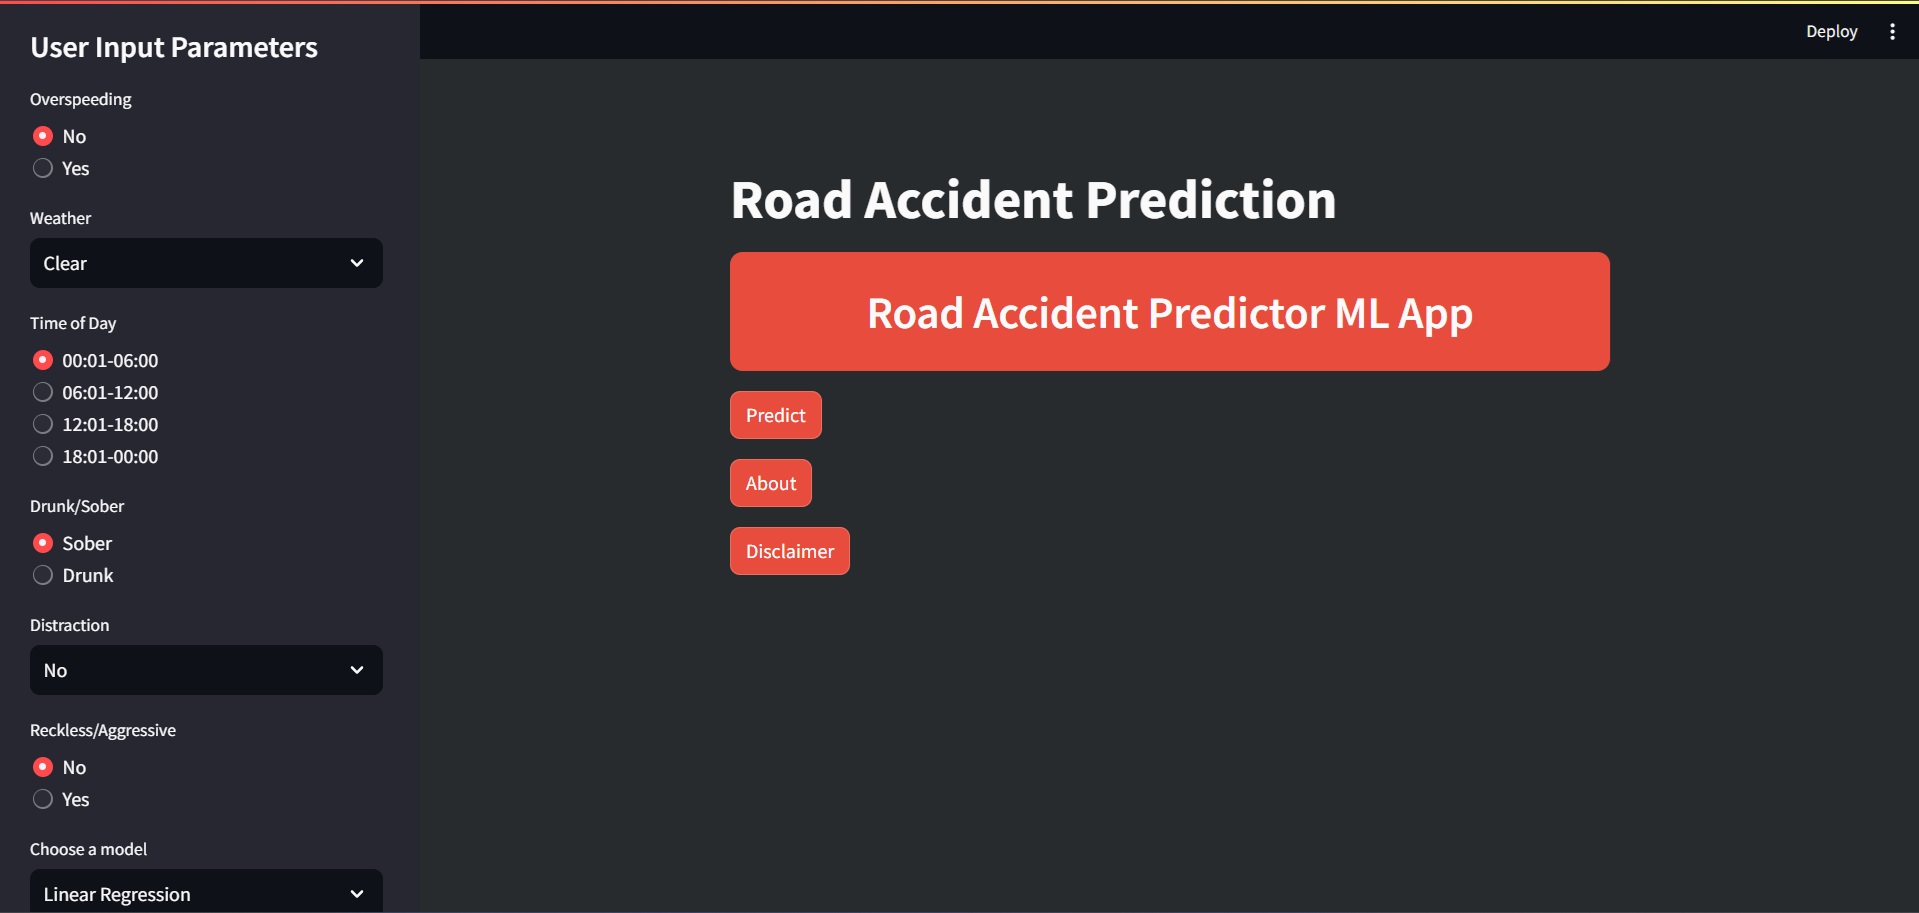 User Input Parameters
Overspeeding
No
Yes
Weather
Clear
Time of Day
00:01-06:00
06:01-12:00
12:01-18:00
18:01-00:00
Drunk/Sober
Sober
Drunk
Distraction
No
Reckless/Aggressive
No
Yes
Choose a model
Linear Regression
Deploy
Road Accident Prediction
Road Accident Predictor ML App
Predict
About
Disclaimer